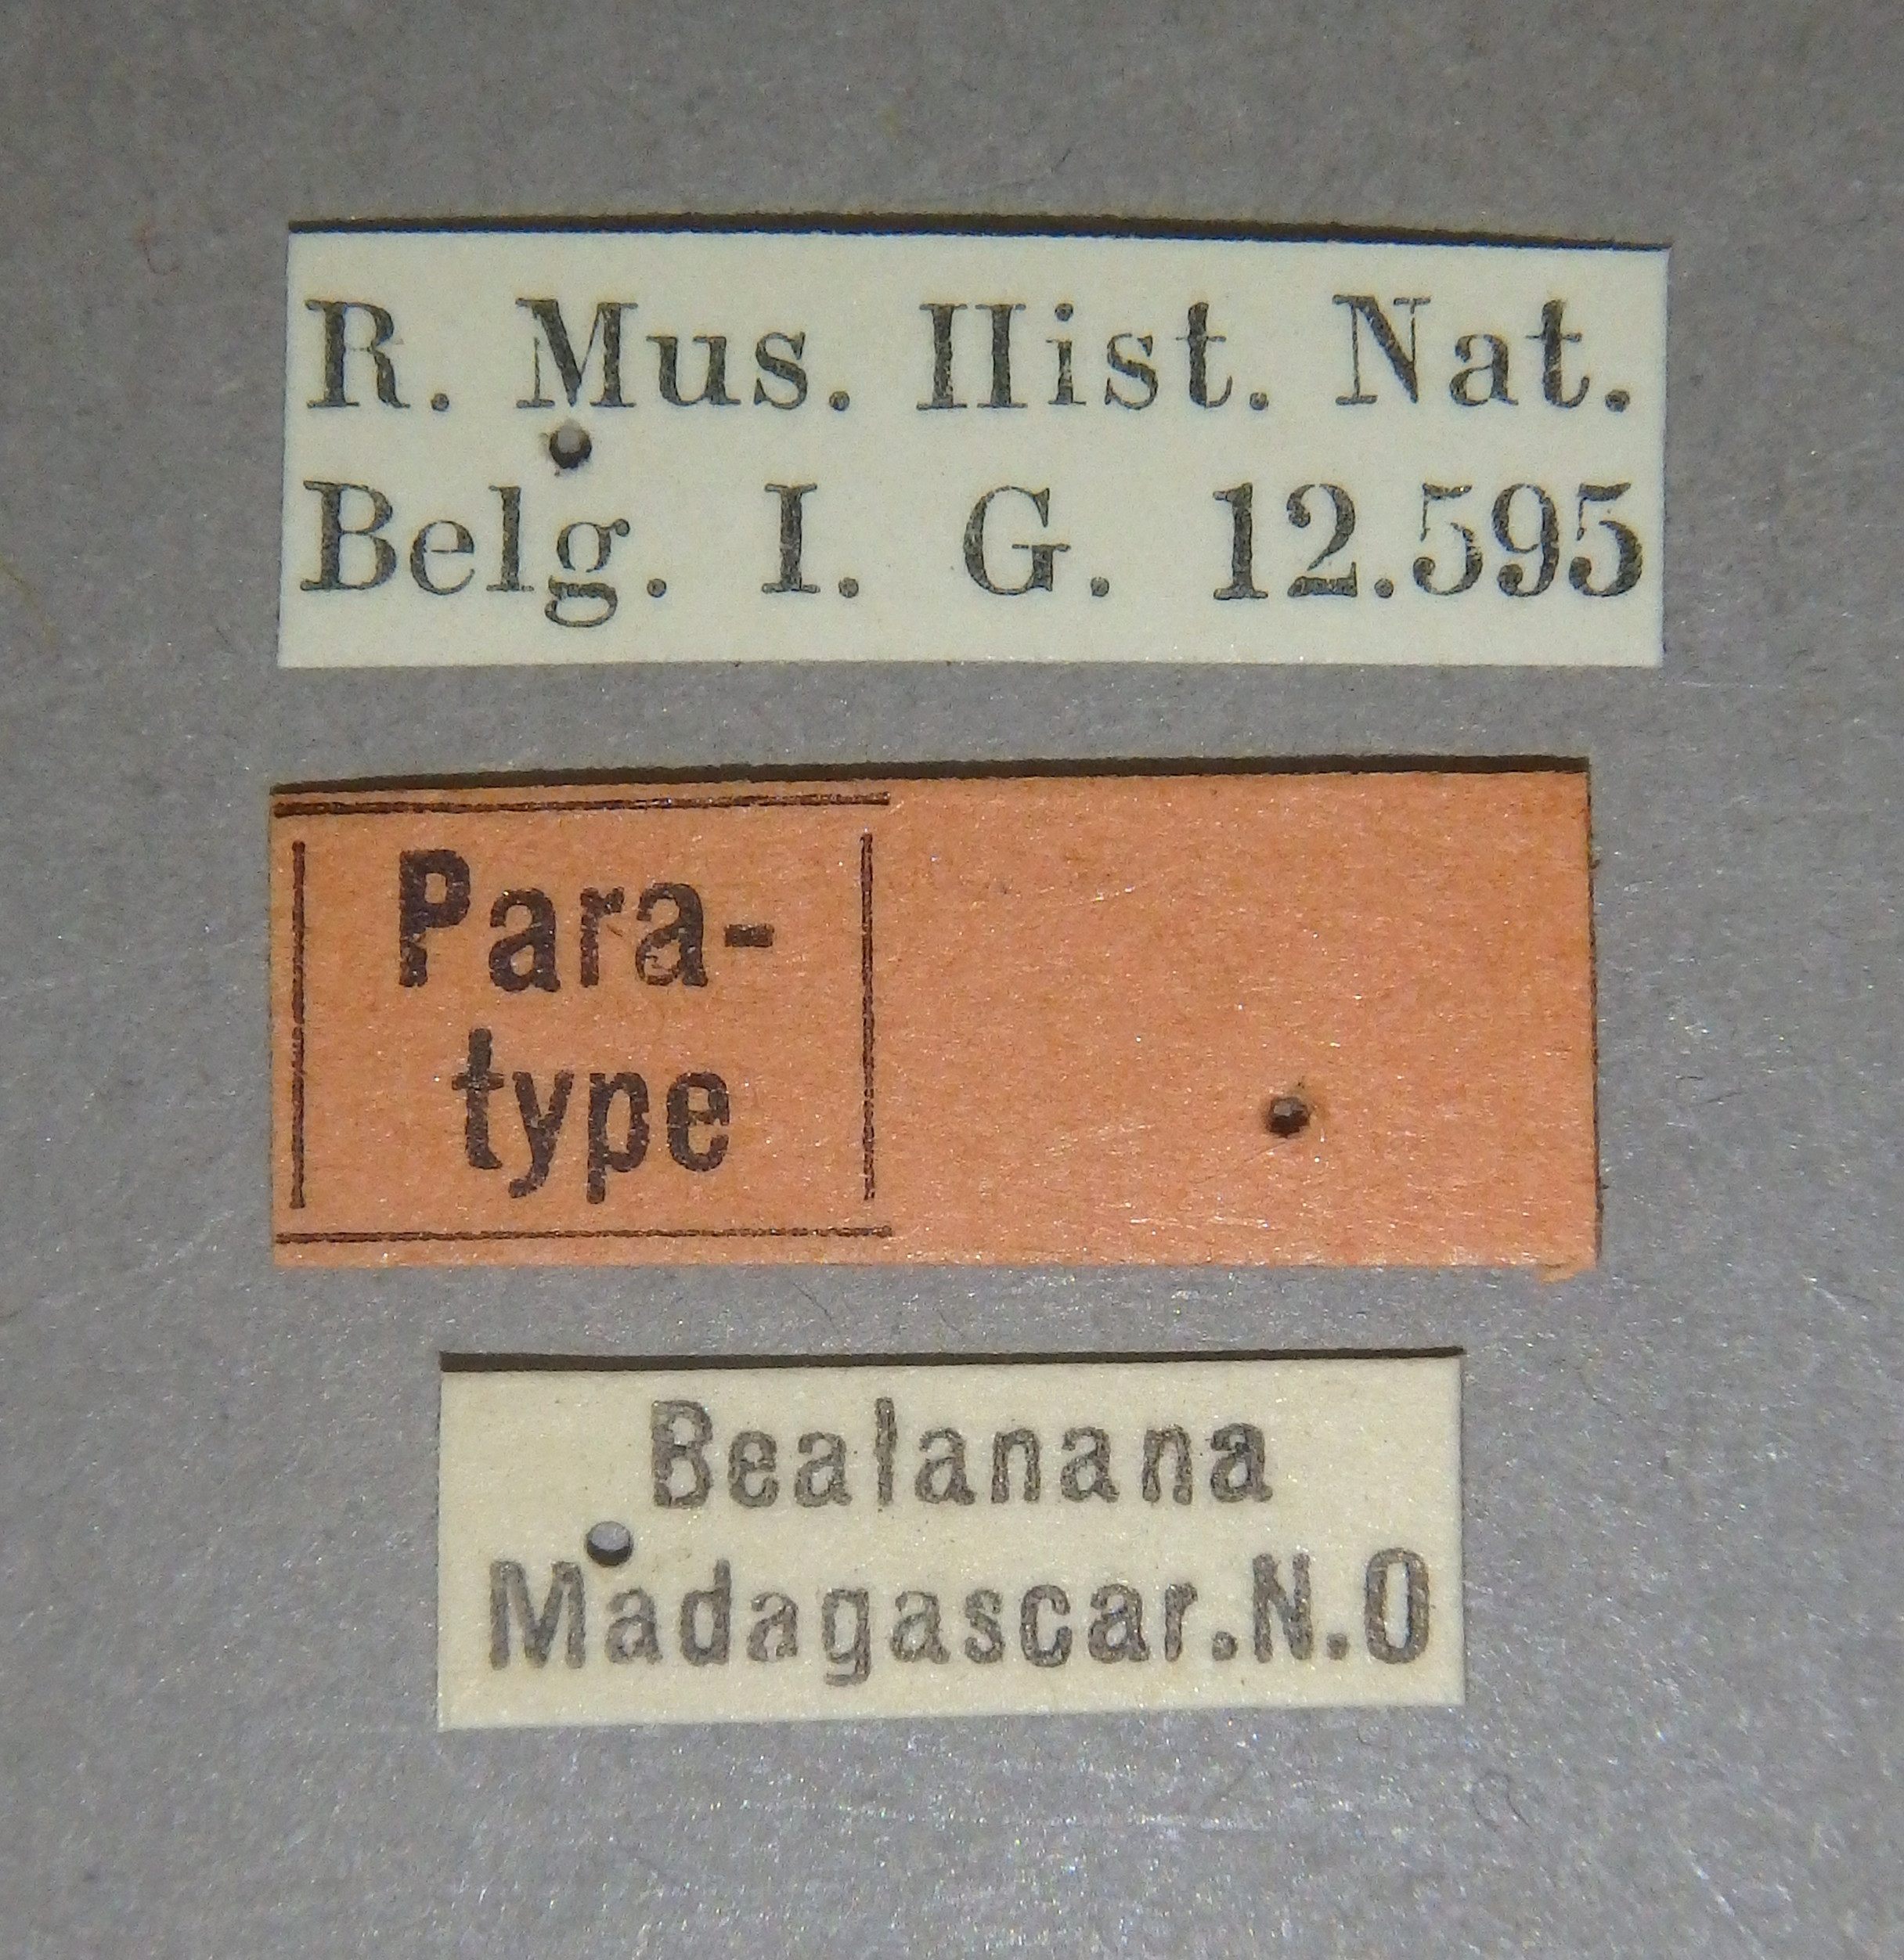 R. Mus. Hist. Nat.
Belg. I. G. 12.595
Para-
type
Bealanana
Madagascar.N.O